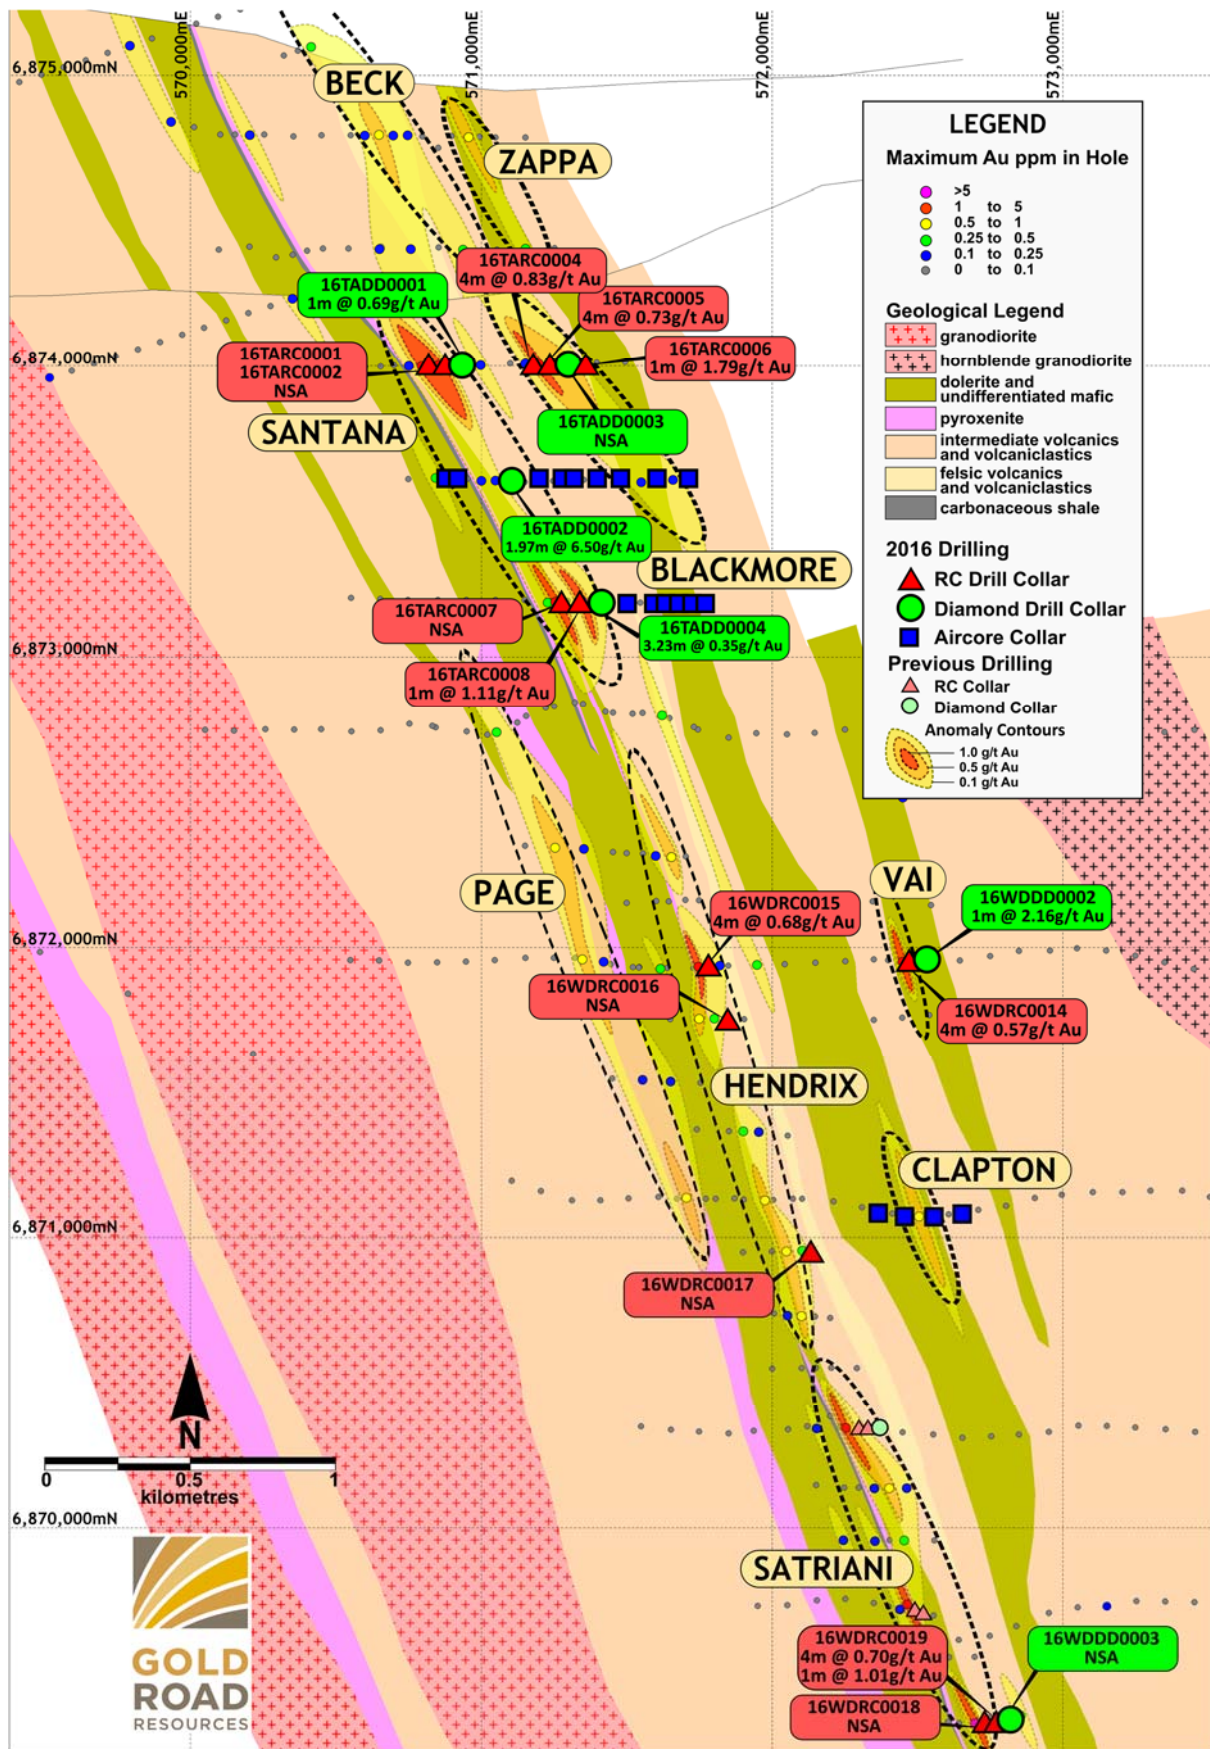 570,000mE
571,000mE
572,000mE
573,000mE
6,875,000mN
BECK
ZAPPA
16TARC0004
4m @ 0.83g/t Au
16TADD0001
1m @ 0.69g/t Au
16TARC0005
4m @ 0.73g/t Au
6,874,000mN
16TARC0001
16TARC0002
NSA
16TARC0006
1m @ 1.79g/t Au
SANTANA
16TADD0003
NSA
16TADD0002
1.97m @ 6.50g/t Au
BLACKMORE
16TARC0007
NSA
16TADD0004
3.23m @ 0.35g/t Au
6,873,000mN
16TARC0008
1m @ 1.11g/t Au
LEGEND
Maximum Au ppm in Hole
>5
1 to 5
0.5 to 1
0.25 to 0.5
0.1 to 0.25
0 to 0.1
Geological Legend
granodiorite
hornblende granodiorite
dolerite and
undifferentiated mafic
pyroxenite
intermediate volcanics
and volcaniclastics
felsic volcanics
and volcaniclastics
carbonaceous shale
2016 Drilling
RC Drill Collar
Diamond Drill Collar
Aircore Collar
Previous Drilling
RC Collar
Diamond Collar
Anomaly Contours
1.0 g/t Au
0.5 g/t Au
0.1 g/t Au
PAGE
VAI
16WDRC0015
4m @ 0.68g/t Au
16WDDD0002
1m @ 2.16g/t Au
6,872,000mN
16WDRC0016
NSA
16WDRC0014
4m @ 0.57g/t Au
HENDRIX
CLAPTON
6,871,000mN
16WDRC0017
NSA
N
0 0.5 1
kilometres
6,870,000mN
SATRIANI
GOLD
ROAD
RESOURCES
16WDRC0019
4m @ 0.70g/t Au
1m @ 1.01g/t Au
16WDDD0003
NSA
16WDRC0018
NSA